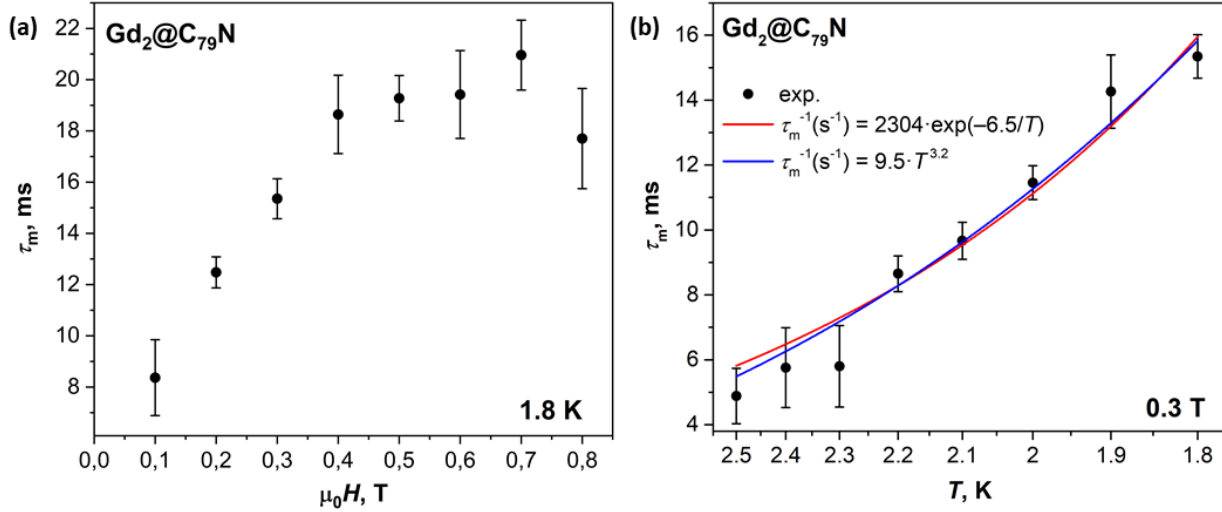 (a)
Gd₂@C₇₉N
22
20
18
16
14
12
10
8
τₘ, ms
1.8 K
0,0 0,1 0,2 0,3 0,4 0,5 0,6 0,7 0,8
μ₀H, T
(b)
Gd₂@C₇₉N
exp.
τₘ⁻¹(s⁻¹) = 2304·exp(–6.5/T)
τₘ⁻¹(s⁻¹) = 9.5·T³·²
16
14
12
10
8
6
4
τₘ, ms
0.3 T
2.5 2.4 2.3 2.2 2.1 2 1.9 1.8
T, K